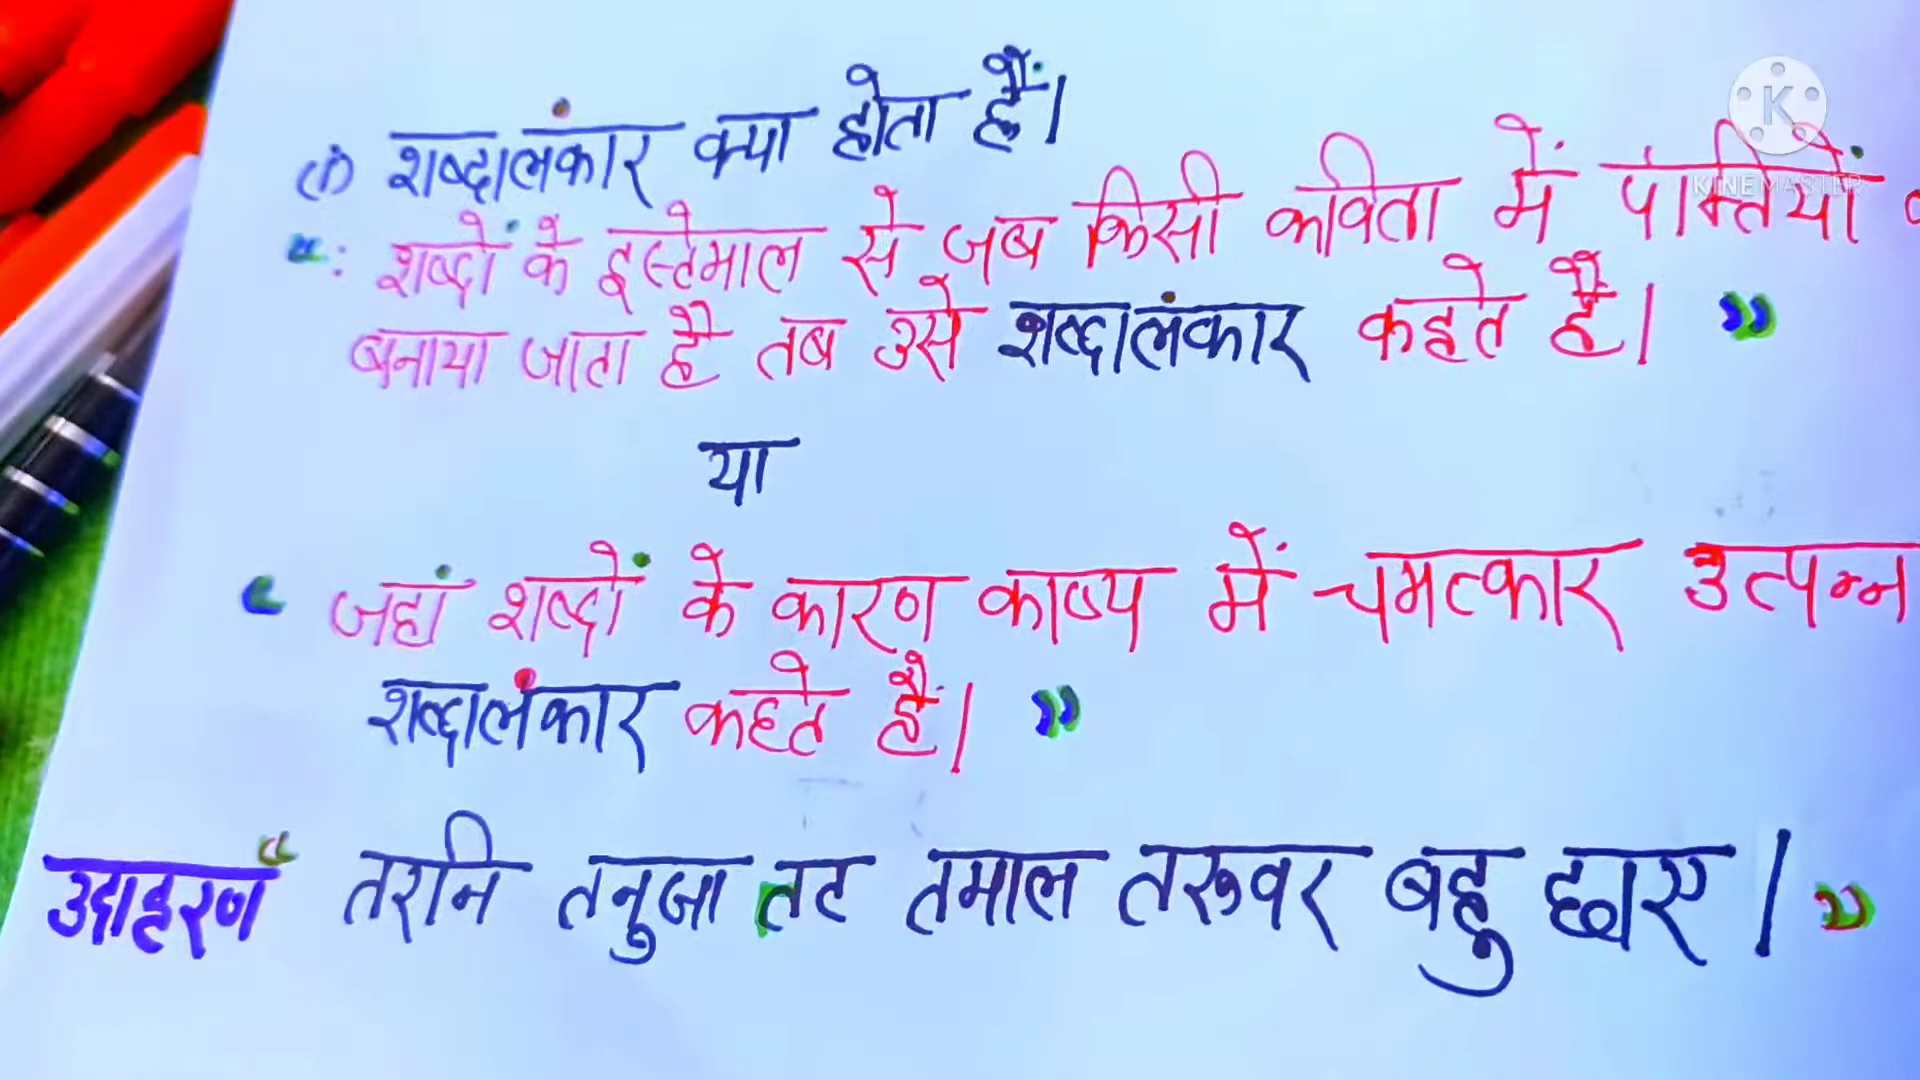 (i) शब्दालंकार क्या होता हैं।
“: शब्दों के इस्तेमाल से जब किसी कविता में पंक्तियों
बनाया जाता है तब उसे शब्दालंकार कहते हैं। ”
या
“ जहां शब्दों के कारण काव्य में चमत्कार उत्पन्न
शब्दालंकार कहते हैं। ”
उदाहरण “ तरनि तनुजा तट तमाल तरूवर बहु छाए। ”
K
KINEMASTER